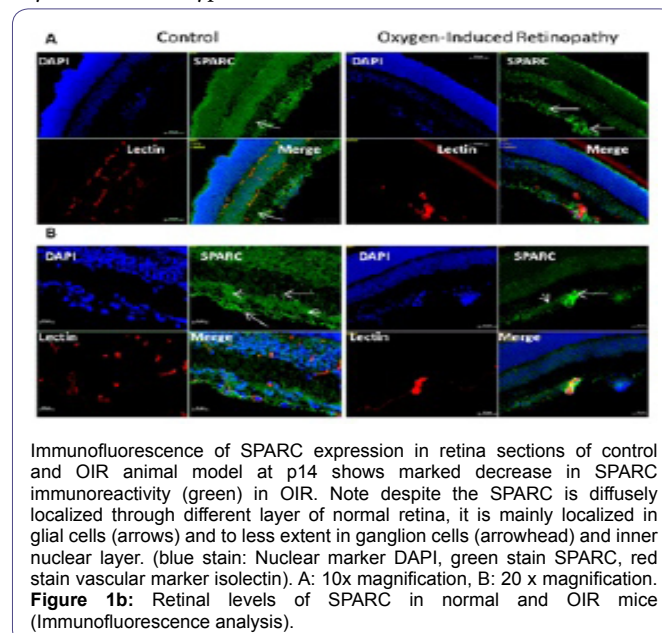 A Control Oxygen-Induced Retinopathy
DAPI SPARC DAPI SPARC
Lectin Merge Lectin Merge
B
DAPI SPARC DAPI SPARC
Lectin Merge Lectin Merge
Immunofluorescence of SPARC expression in retina sections of control
and OIR animal model at p14 shows marked decrease in SPARC
immunoreactivity (green) in OIR. Note despite the SPARC is diffusely
localized through different layer of normal retina, it is mainly localized in
glial cells (arrows) and to less extent in ganglion cells (arrowhead) and inner
nuclear layer. (blue stain: Nuclear marker DAPI, green stain SPARC, red
stain vascular marker isolectin). A: 10x magnification, B: 20 x magnification.
Figure 1b: Retinal levels of SPARC in normal and OIR mice
(Immunofluorescence analysis).